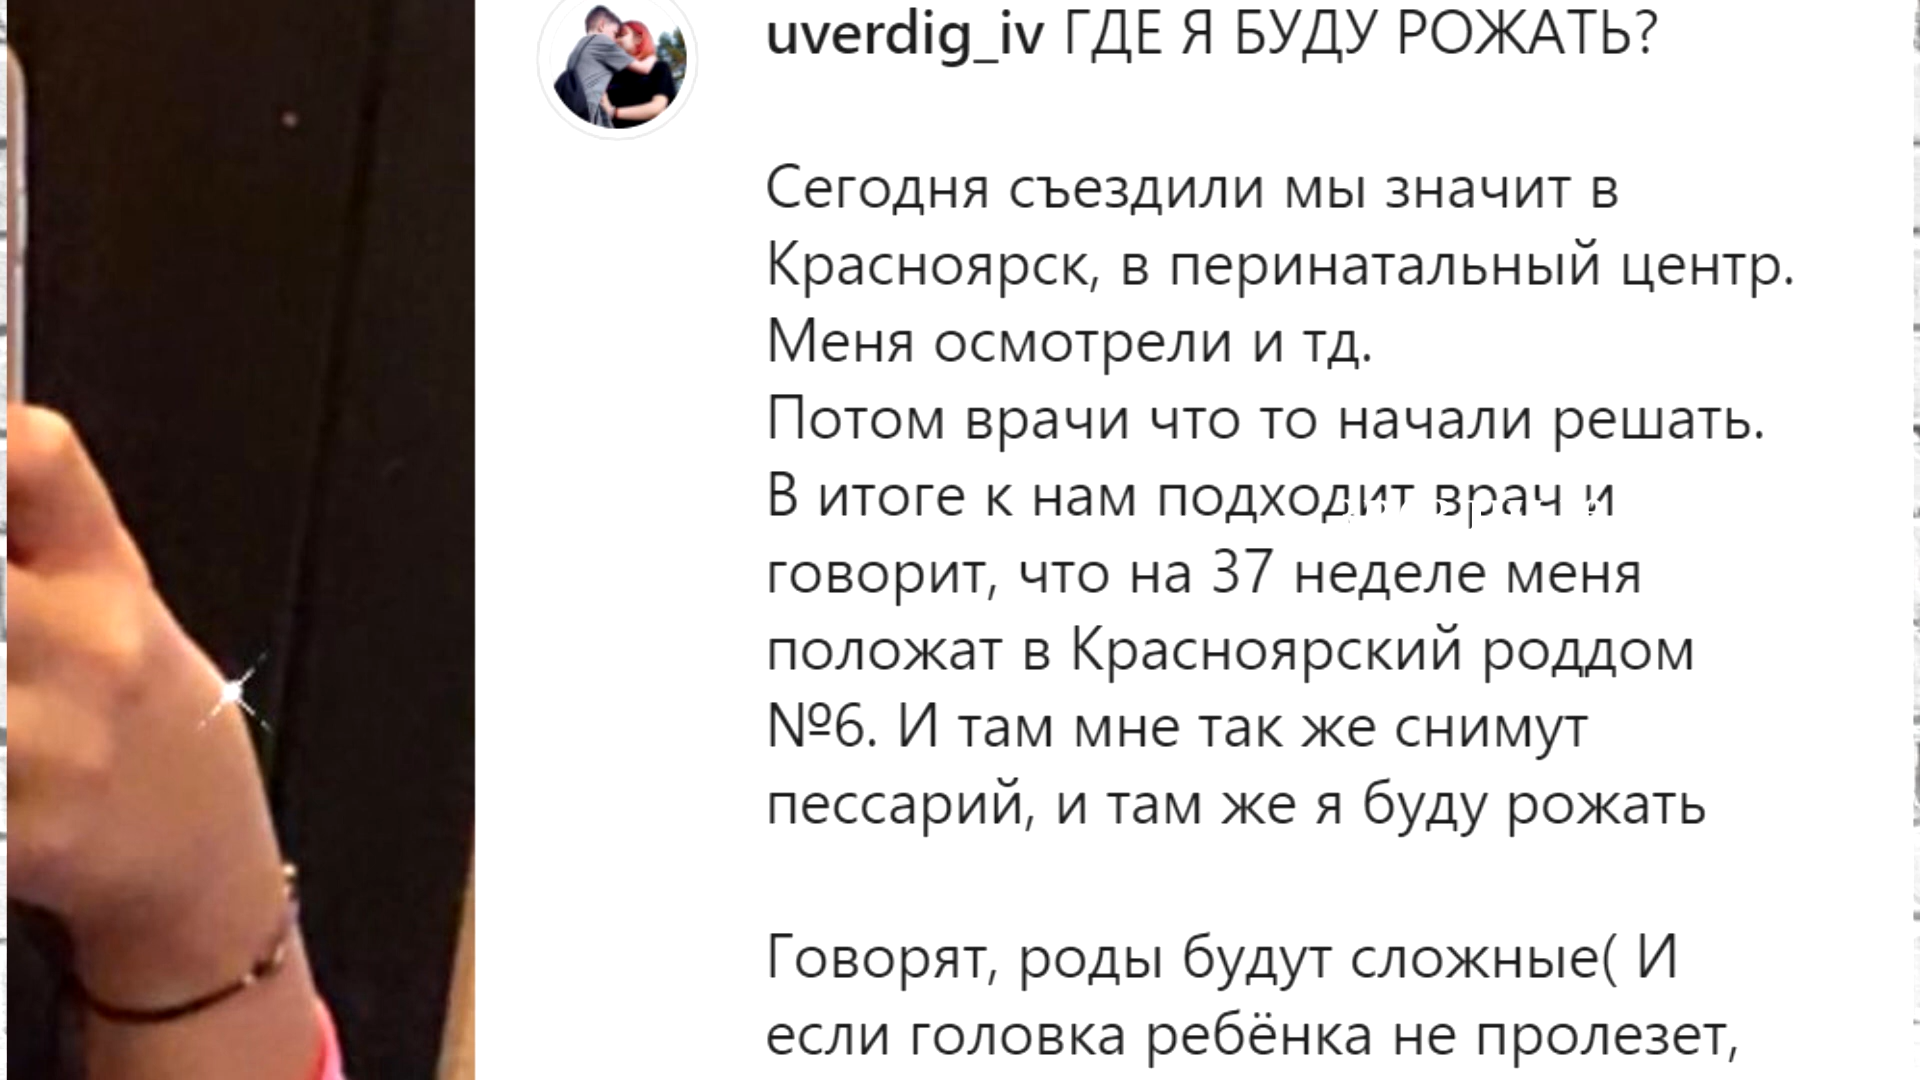 uverdig_iv ГДЕ Я БУДУ РОЖАТЬ?
Сегодня съездили мы значит в
Красноярск, в перинатальный центр.
Меня осмотрели и тд.
Потом врачи что то начали решать.
В итоге к нам подходит врач и
говорит, что на 37 неделе меня
положат в Красноярский роддом
№6. И там мне так же снимут
пессарий, и там же я буду рожать
Говорят, роды будут сложные( И
если головка ребёнка не пролезет,